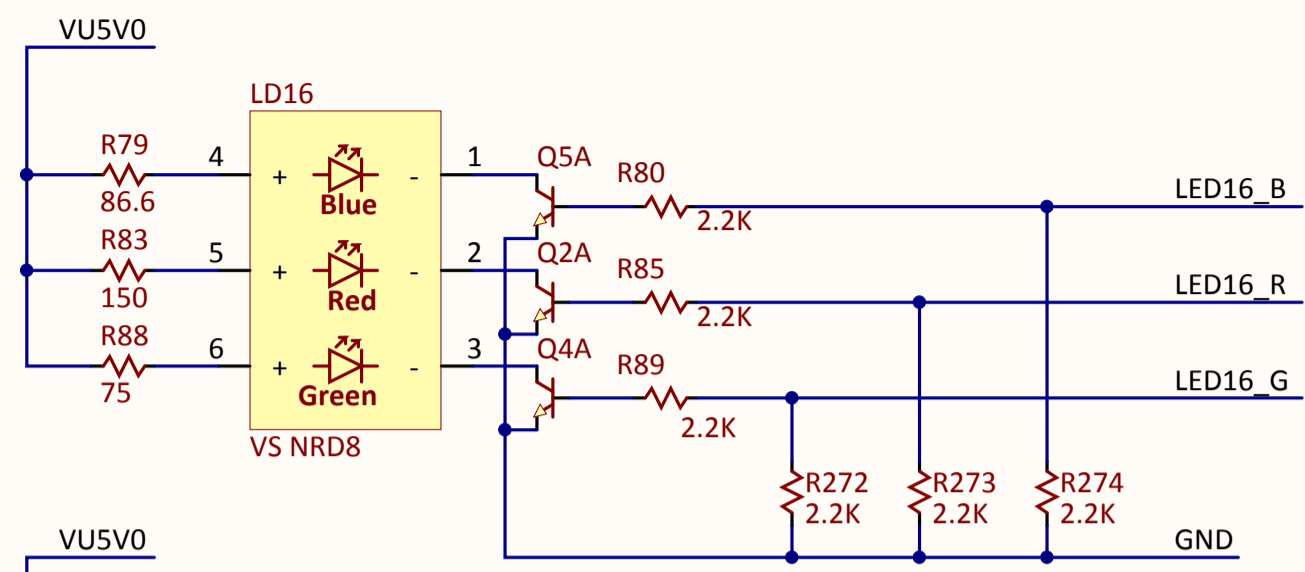 VU5V0
LD16
R79
4
+
-
1
Q5A
R80
LED16_B
86.6
Blue
2.2K
R83
5
+
-
2
Q2A
R85
LED16_R
150
Red
2.2K
R88
6
+
-
3
Q4A
R89
LED16_G
75
Green
2.2K
VS NRD8
R272
2.2K
R273
2.2K
R274
2.2K
VU5V0
GND